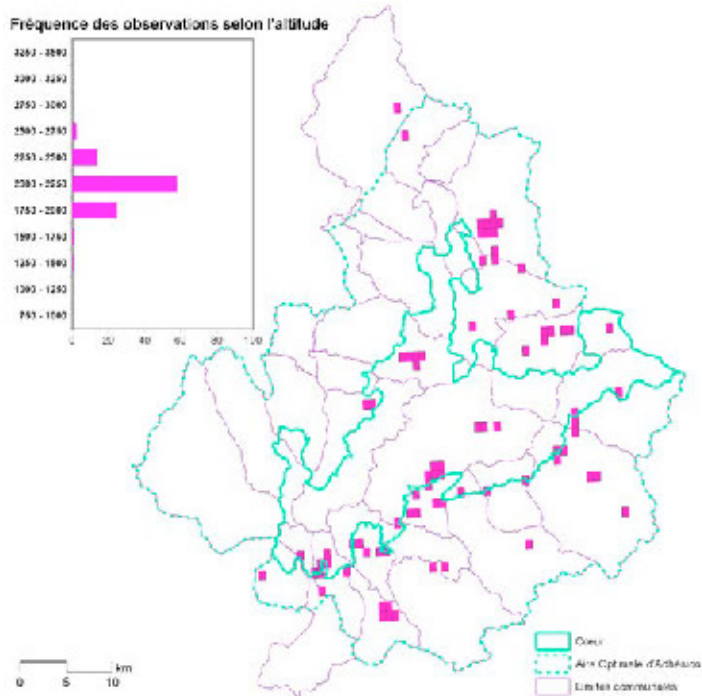 Fréquence des observations selon l'altitude
3250 - 3500
3000 - 3250
2750 - 3000
2500 - 2750
2250 - 2500
2000 - 2250
1750 - 2000
1500 - 1750
1250 - 1500
1000 - 1250
750 - 1000
0 20 40 60 80 100
Cœur
Aire Optimale d'Adhésion
Limites communales
km
0 5 10